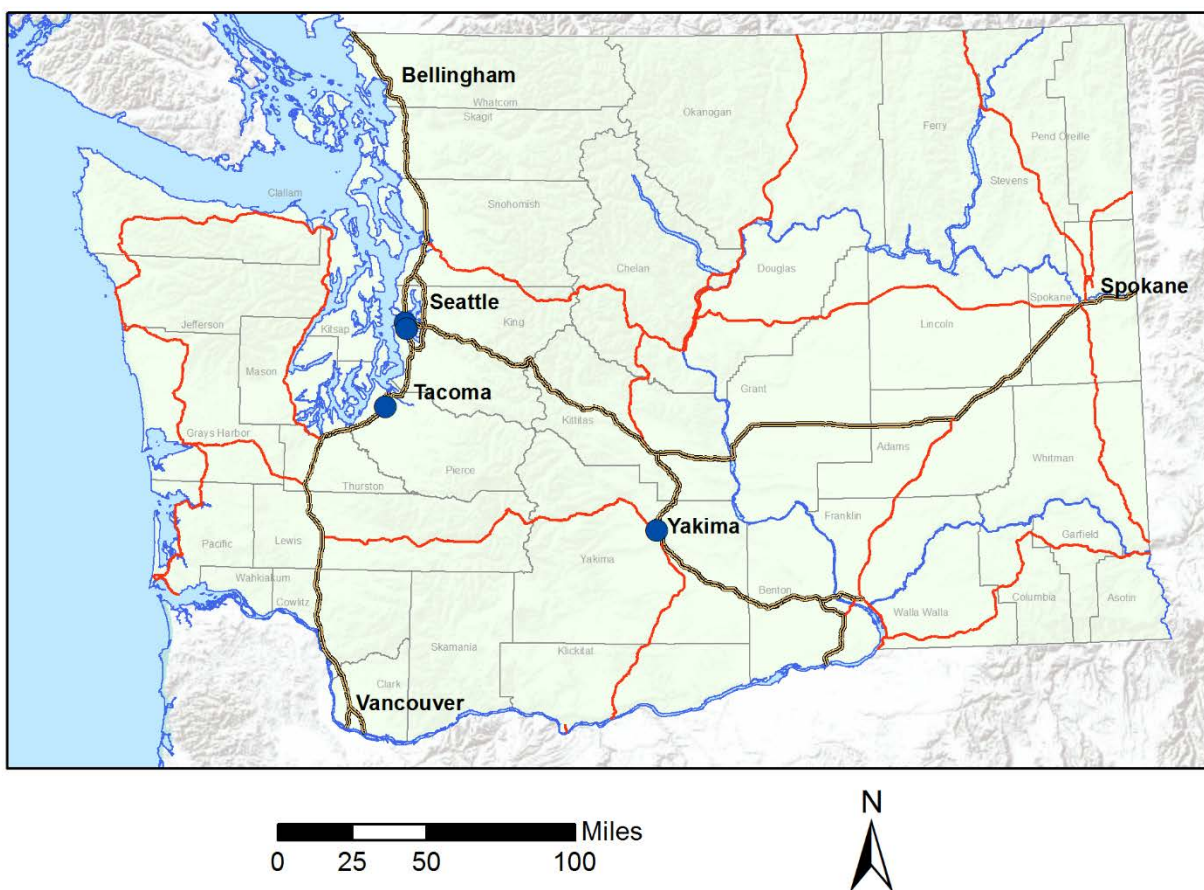 Bellingham
Whatcom
Skagit
Okanogan
Ferry
Pend Oreille
Stevens
Clallam
Snohomish
Chelan
Douglas
Spokane
Spokane
Seattle
King
Lincoln
Jefferson
Kitsap
Mason
Grant
Tacoma
Kittitas
Grays Harbor
Adams
Whitman
Pierce
Thurston
Franklin
Yakima
Garfield
Pacific
Lewis
Yakima
Wahkiakum
Benton
Cowlitz
Walla Walla
Columbia
Asotin
Skamania
Klickitat
Clark
Vancouver
N
Miles
0 25 50 100